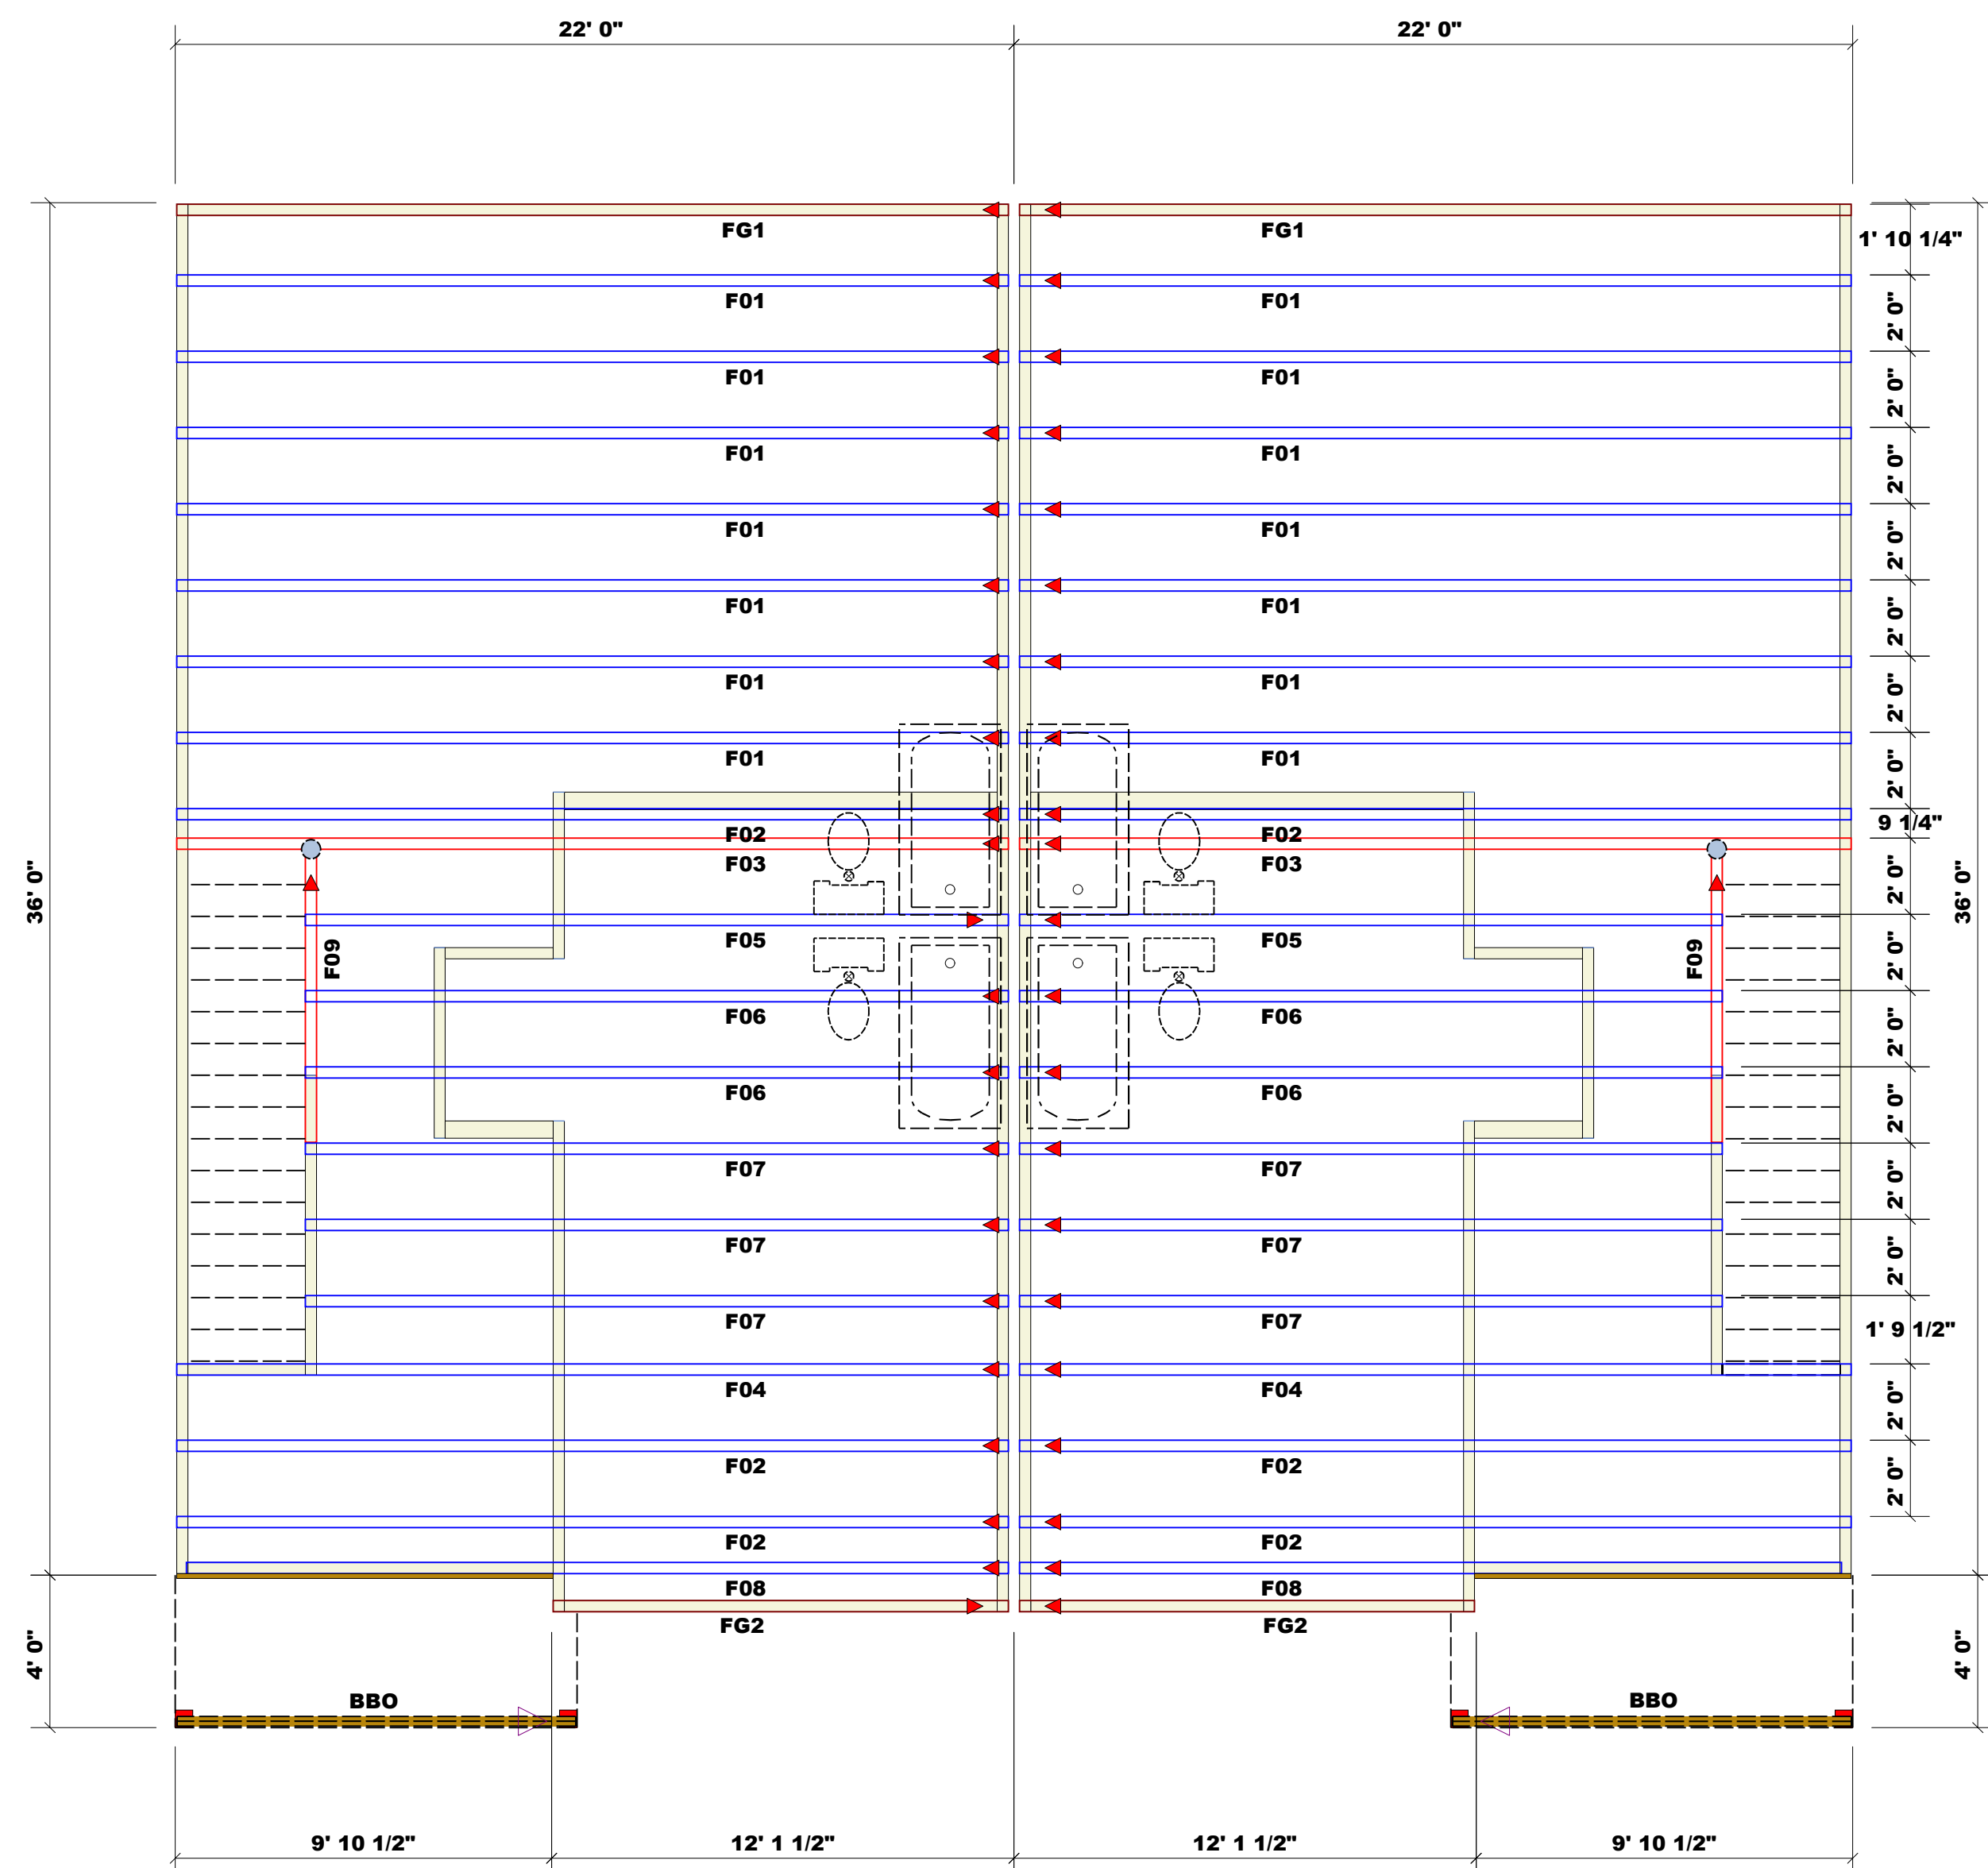 22' 0" 22' 0"
FG1 FG1 1' 10 1/4"
F01 F01 2' 0"
F01 F01 2' 0"
F01 F01 2' 0"
F01 F01 2' 0"
F01 F01 2' 0"
F01 F01 2' 0"
F01 F01 2' 0"
F02 F02 9 1/4"
F03 F03
36' 0" 2' 0" 36' 0"
F05 F05
F09 F09 2' 0"
F06 F06 2' 0"
F06 F06 2' 0"
F07 F07 2' 0"
F07 F07 2' 0"
F07 F07 1' 9 1/2"
F04 F04 2' 0"
F02 F02 2' 0"
F02 F02
F08 F08
FG2 FG2
4' 0" 4' 0"
BBO BBO
9' 10 1/2" 12' 1 1/2" 12' 1 1/2" 9' 10 1/2"